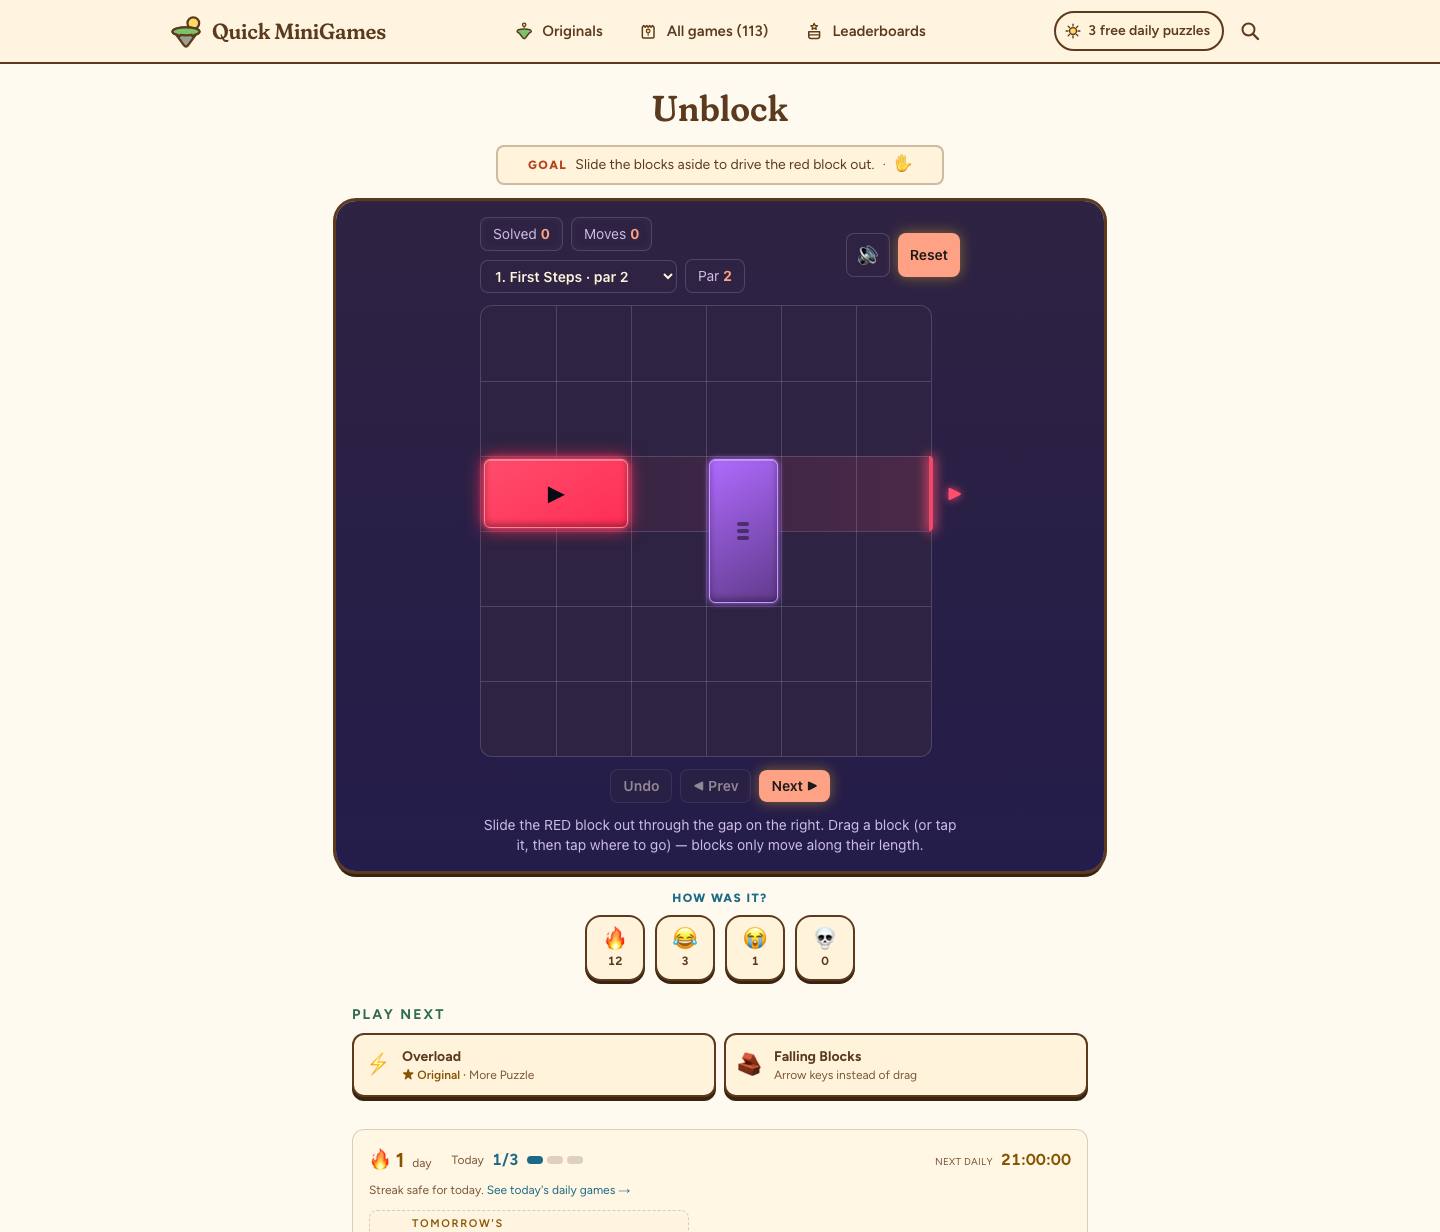 Quick MiniGames
Originals
All games (113)
Leaderboards
3 free daily puzzles
Unblock
GOAL Slide the blocks aside to drive the red block out. ·
Solved 0
Moves 0
1. First Steps · par 2
Par 2
Reset
Undo
Prev
Next
Slide the RED block out through the gap on the right. Drag a block (or tap
it, then tap where to go) — blocks only move along their length.
HOW WAS IT?
12
3
1
0
PLAY NEXT
Overload
Original · More Puzzle
Falling Blocks
Arrow keys instead of drag
1 day
Today 1/3
NEXT DAILY 21:00:00
Streak safe for today. See today's daily games →
TOMORROW'S